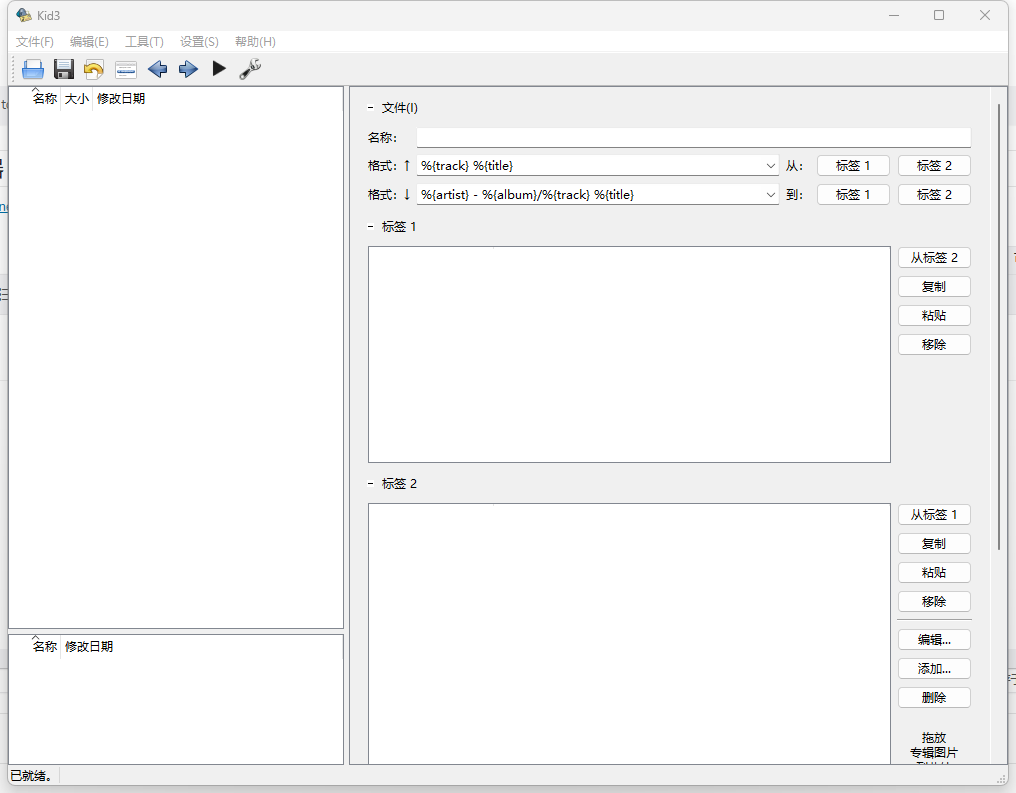 Kid3
文件(F) 编辑(E) 工具(T) 设置(S) 帮助(H)
名称 大小 修改日期
文件(I)
名称:
格式: ↑ %{track} %{title} 从: 标签 1 标签 2
格式: ↓ %{artist} - %{album}/%{track} %{title} 到: 标签 1 标签 2
标签 1
从标签 2
复制
粘贴
移除
标签 2
从标签 1
复制
粘贴
移除
编辑...
添加...
删除
拖放
专辑图片
名称 修改日期
已就绪。